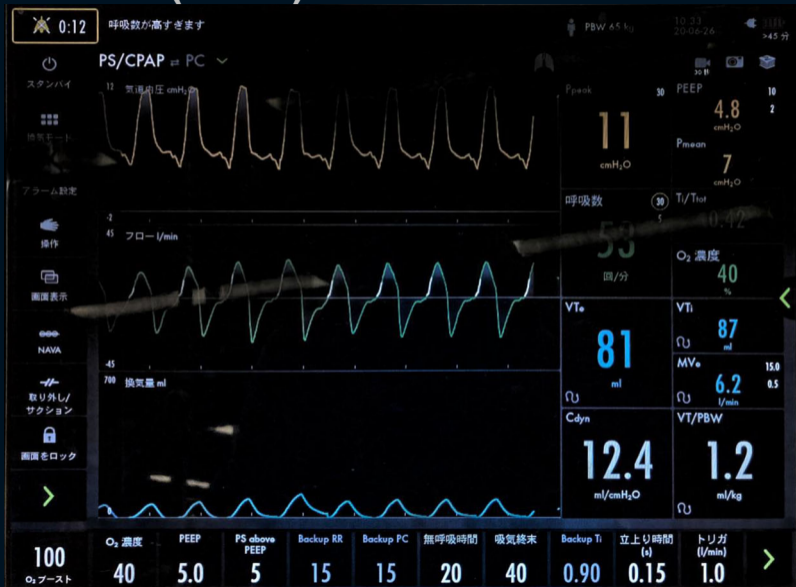 0:12
呼吸数が高すぎます
PBW 65 kg
10:33
20-06-26
>45 分
スタンバイ
PS/CPAP ⇄ PC
換気モード
アラーム設定
操作
画面表示
NAVA
取り外し/
サクション
画面をロック
12 気道内圧 cmH₂O
-2
45 フロー l/min
-45
700 換気量 ml
0
Ppeak 30
11
cmH₂O
PEEP 10
4.8 2
cmH₂O
Pmean
7
cmH₂O
呼吸数 30
5
53
回/分
Ti/Ttot
0.42
O₂ 濃度
40
%
VTe
81
ml
VTi
87
ml
MVe 15.0
6.2 0.5
l/min
Cdyn
12.4
ml/cmH₂O
VT/PBW
1.2
ml/kg
100
O₂ ブースト
O₂ 濃度
40
PEEP
5.0
PS above
PEEP
5
Backup RR
15
Backup PC
15
無呼吸時間
20
吸気終末
40
Backup Ti
0.90
立上り時間
(s)
0.15
トリガ
(l/min)
1.0